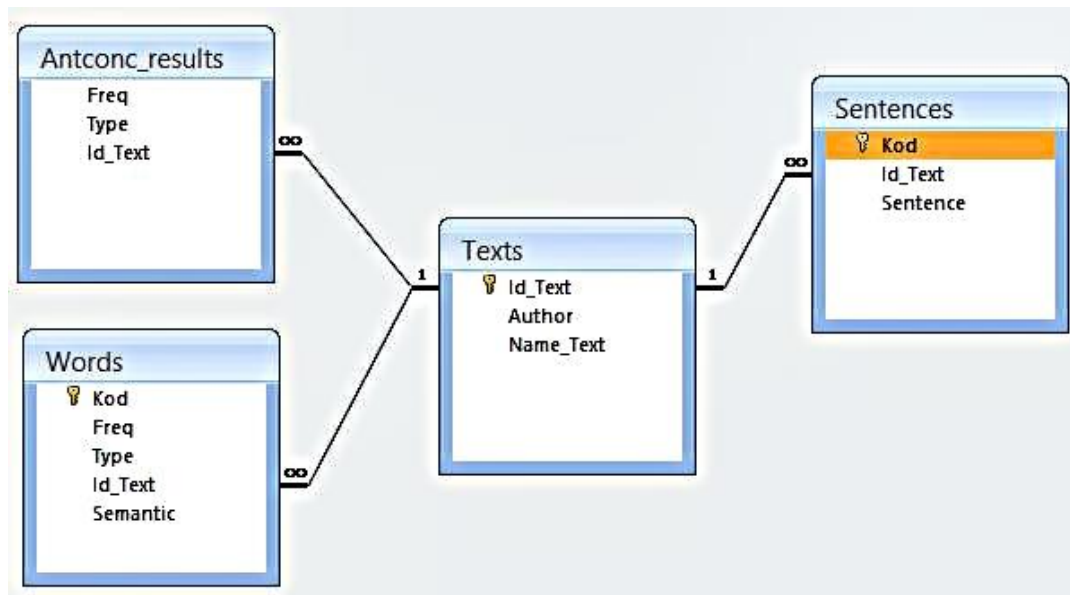 Antconc_results
Freq
Type
Id_Text
∞
Words
Kod
Freq
Type
Id_Text
Semantic
∞
Texts
1
Id_Text
Author
Name_Text
1
Sentences
Kod
∞
Id_Text
Sentence